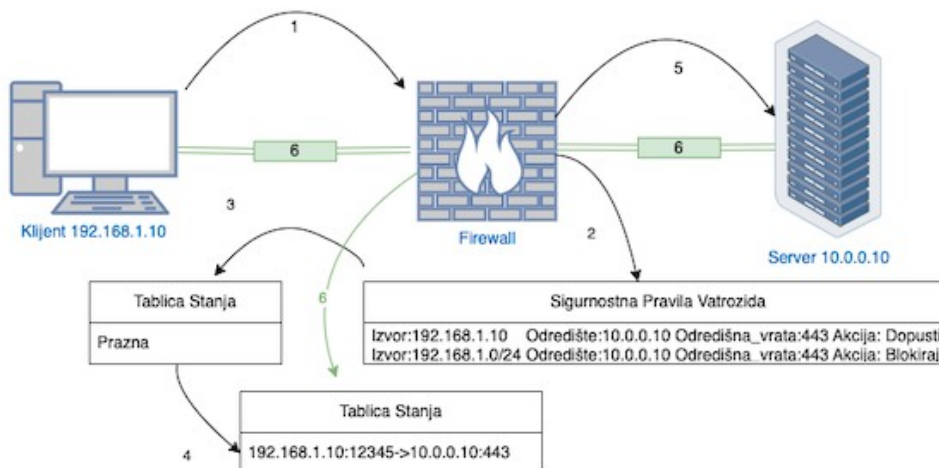 1
5
6
6
Klijent 192.168.1.10
3
Firewall
2
Server 10.0.0.10
6
Tablica Stanja
Prazna
Sigurnostna Pravila Vatrozida
Izvor:192.168.1.10 Odredište:10.0.0.10 Odredišna_vrata:443 Akcija: Dopusti
Izvor:192.168.1.0/24 Odredište:10.0.0.10 Odredišna_vrata:443 Akcija: Blokiraj
4
Tablica Stanja
192.168.1.10:12345->10.0.0.10:443